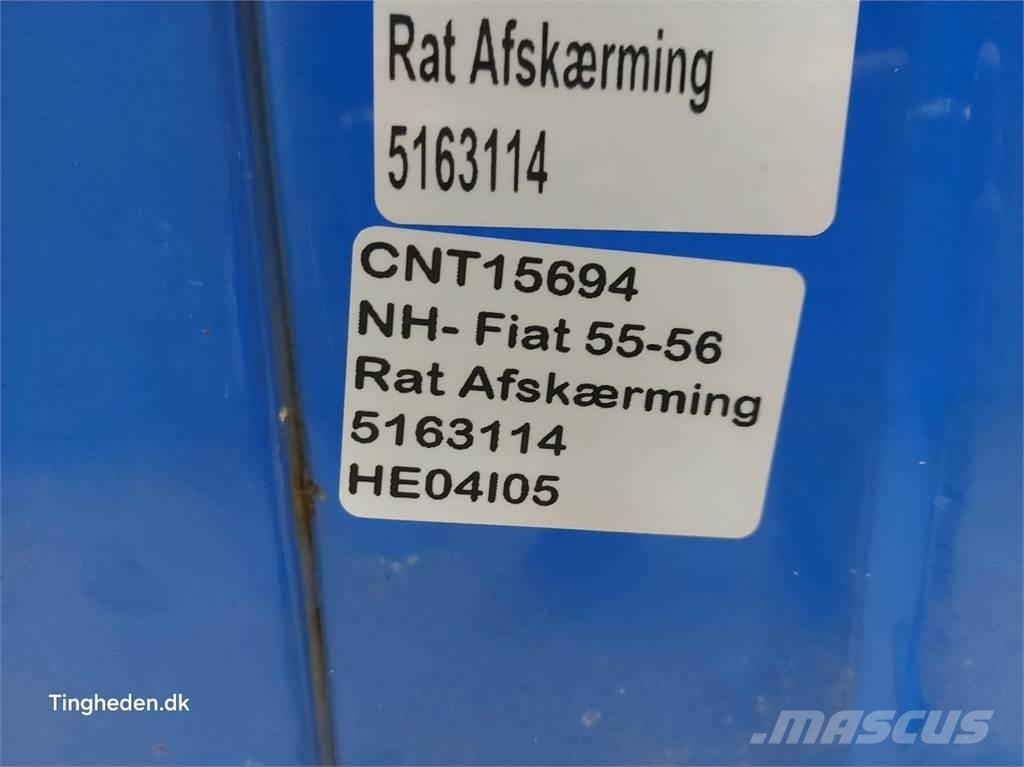 Rat Afskærming
5163114
CNT15694
NH- Fiat 55-56
Rat Afskærming
5163114
HE04I05
Tingheden.dk
MASCUS